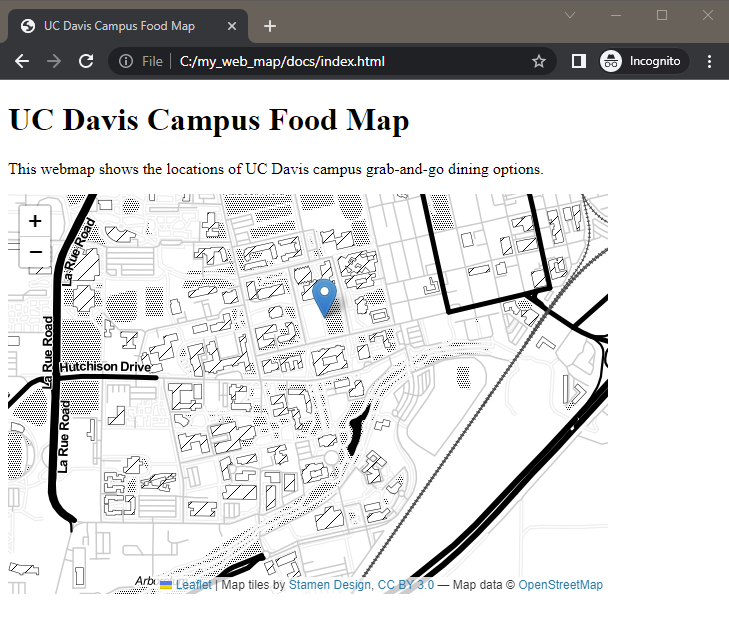 UC Davis Campus Food Map
File | C:/my_web_map/docs/index.html
Incognito
UC Davis Campus Food Map
This webmap shows the locations of UC Davis campus grab-and-go dining options.
+
−
La Rue Road
La Rue Road
Hutchison Drive
La Rue Road
Leaflet | Map tiles by Stamen Design, CC BY 3.0 — Map data © OpenStreetMap